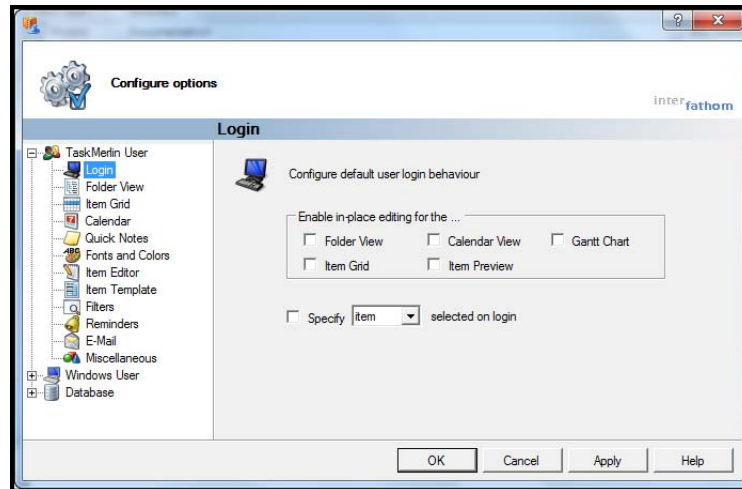 Configure options
inter fathom
Login
TaskMerlin User
Login
Folder View
Item Grid
Calendar
Quick Notes
ABC Fonts and Colors
Item Editor
Item Template
Filters
Reminders
E-Mail
Miscellaneous
Windows User
Database
Configure default user login behaviour
Enable in-place editing for the ...
Folder View Calendar View Gantt Chart
Item Grid Item Preview
Specify item selected on login
OK Cancel Apply Help